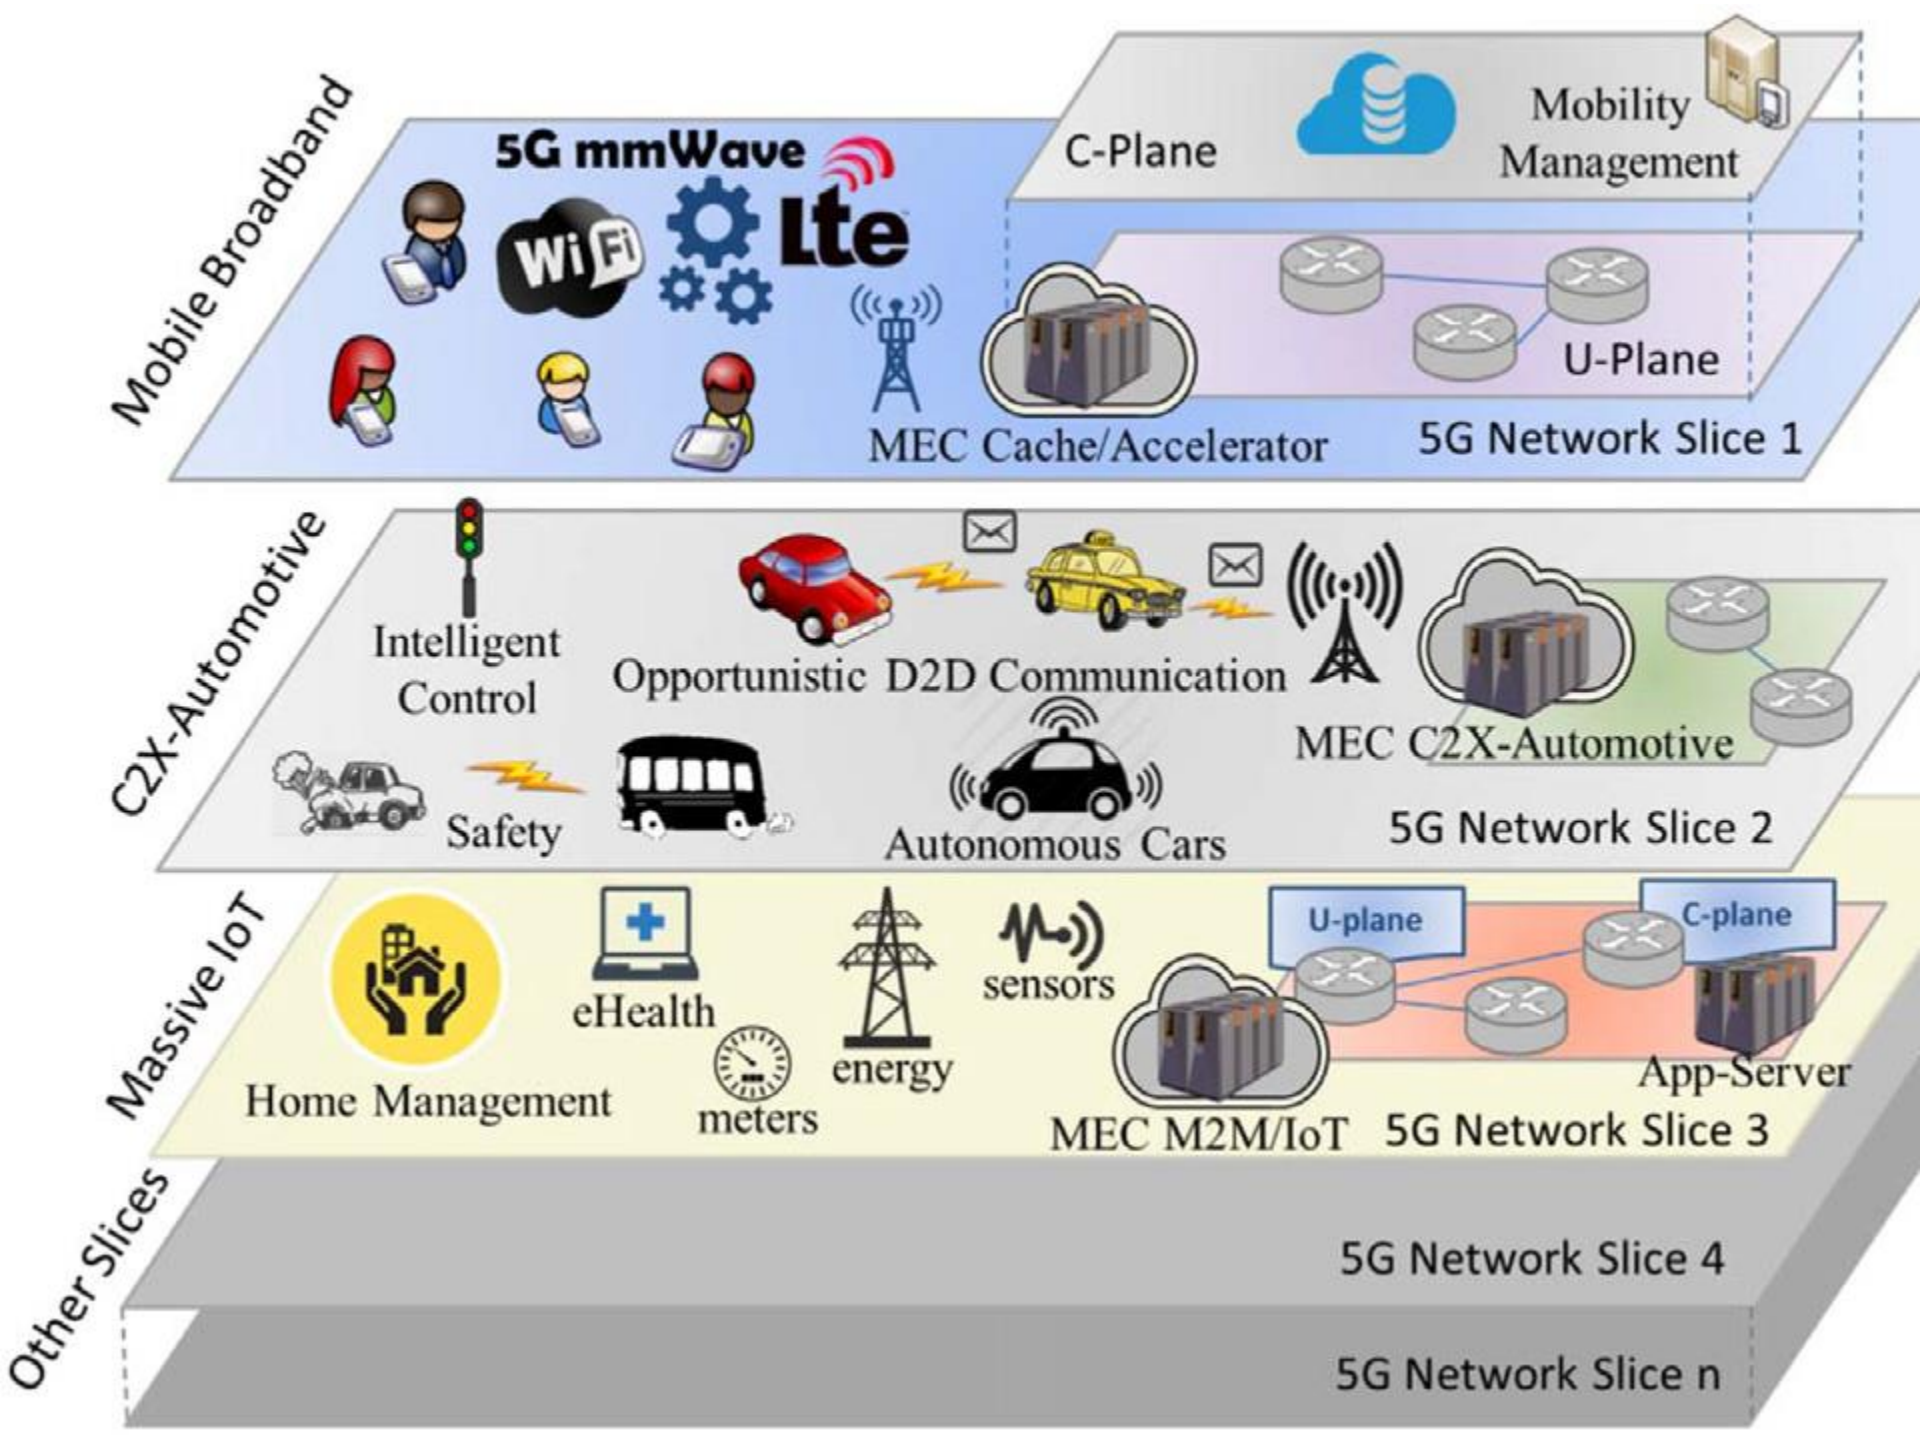 Mobile Broadband
5G mmWave
WiFi
Lte
C-Plane
Mobility
Management
U-Plane
MEC Cache/Accelerator
5G Network Slice 1
C2X-Automotive
Intelligent
Control
Opportunistic D2D Communication
MEC C2X-Automotive
Safety
Autonomous Cars
5G Network Slice 2
Massive IoT
Home Management
eHealth
meters
energy
sensors
U-plane
C-plane
App-Server
MEC M2M/IoT
5G Network Slice 3
Other Slices
5G Network Slice 4
5G Network Slice n